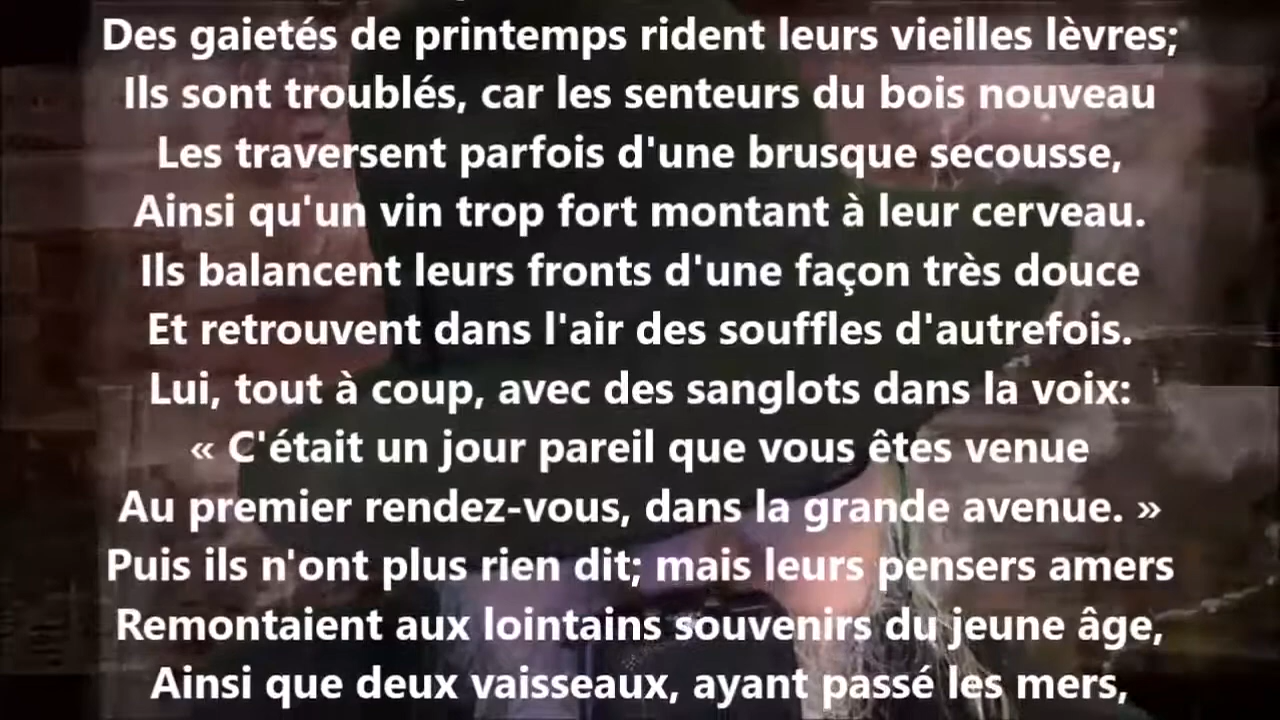 Des gaietés de printemps rident leurs vieilles lèvres;
Ils sont troublés, car les senteurs du bois nouveau
Les traversent parfois d'une brusque secousse,
Ainsi qu'un vin trop fort montant à leur cerveau.
Ils balancent leurs fronts d'une façon très douce
Et retrouvent dans l'air des souffles d'autrefois.
Lui, tout à coup, avec des sanglots dans la voix:
« C'était un jour pareil que vous êtes venue
Au premier rendez-vous, dans la grande avenue. »
Puis ils n'ont plus rien dit; mais leurs pensers amers
Remontaient aux lointains souvenirs du jeune âge,
Ainsi que deux vaisseaux, ayant passé les mers,